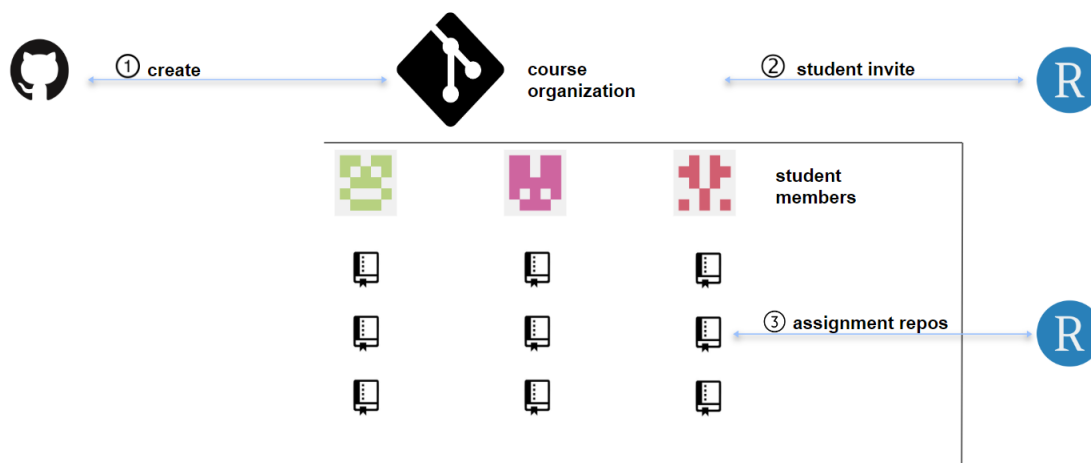 ① create
course
organization
② student invite
R
student
members
③ assignment repos
R